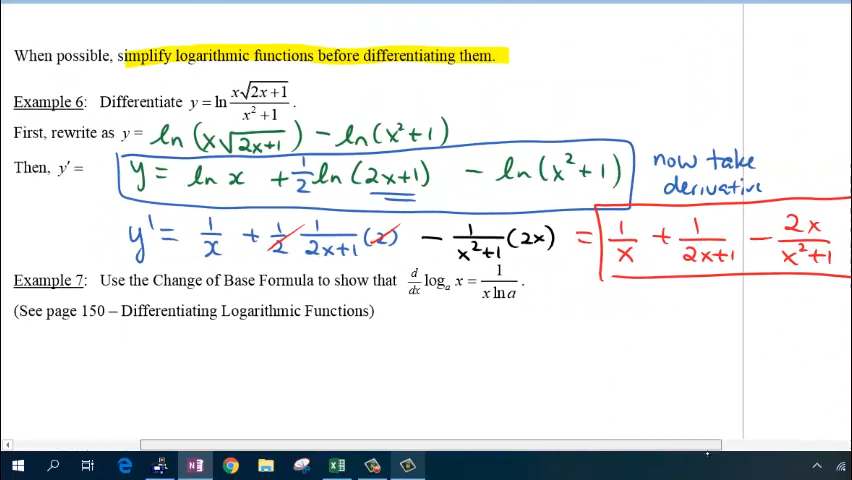 When possible, simplify logarithmic functions before differentiating them.
Example 6: Differentiate y = ln x√(2x+1) / (x² + 1) .
First, rewrite as y = ln (x√(2x+1)) − ln (x²+1)
Then, y′ = y = ln x + 1/2 ln (2x+1) − ln (x²+1) now take derivative
y' = 1/x + 1/2 1/(2x+1) (2) − 1/(x²+1) (2x) = 1/x + 1/(2x+1) − 2x/(x²+1)
Example 7: Use the Change of Base Formula to show that d/dx logₐ x = 1/(x ln a) .
(See page 150 – Differentiating Logarithmic Functions)